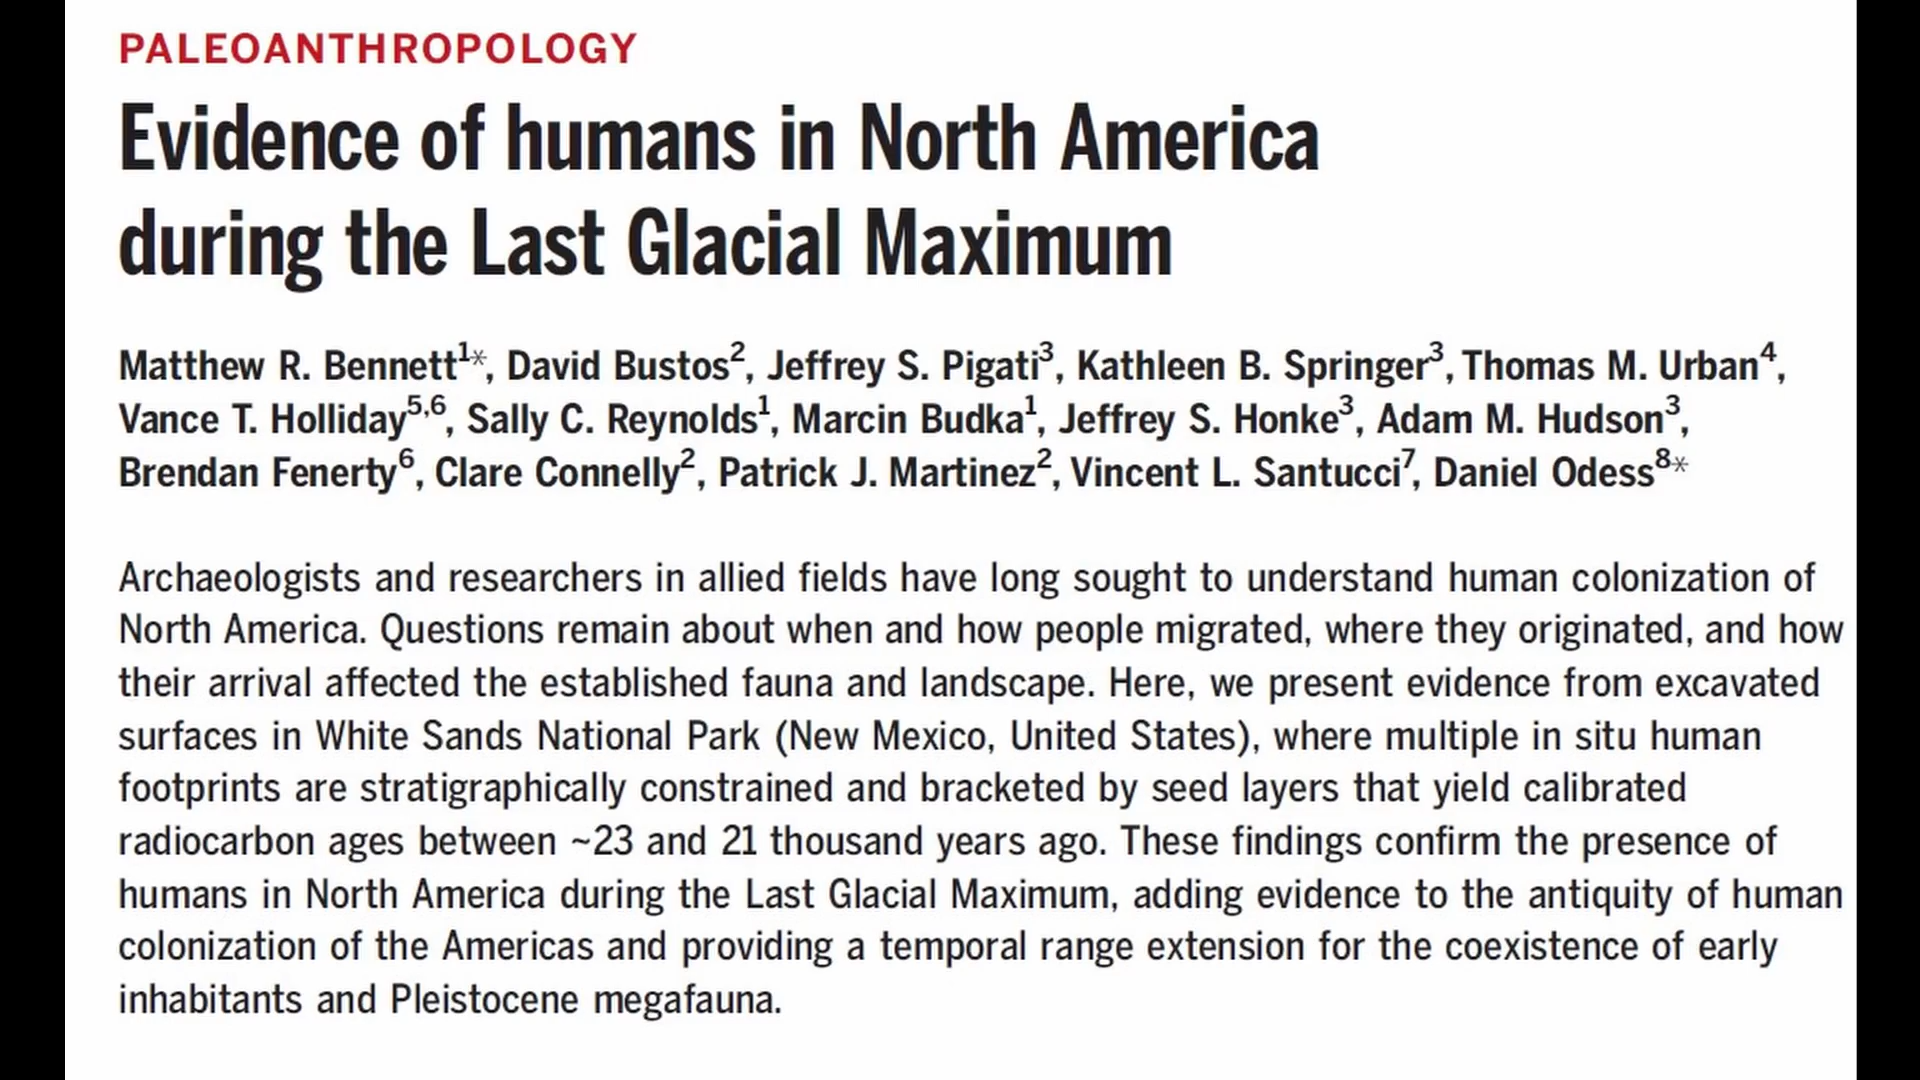 PALEOANTHROPOLOGY
Evidence of humans in North America
during the Last Glacial Maximum
Matthew R. Bennett1*, David Bustos2, Jeffrey S. Pigati3, Kathleen B. Springer3, Thomas M. Urban4,
Vance T. Holliday5,6, Sally C. Reynolds1, Marcin Budka1, Jeffrey S. Honke3, Adam M. Hudson3,
Brendan Fenerty6, Clare Connelly2, Patrick J. Martinez2, Vincent L. Santucci7, Daniel Odess8*
Archaeologists and researchers in allied fields have long sought to understand human colonization of
North America. Questions remain about when and how people migrated, where they originated, and how
their arrival affected the established fauna and landscape. Here, we present evidence from excavated
surfaces in White Sands National Park (New Mexico, United States), where multiple in situ human
footprints are stratigraphically constrained and bracketed by seed layers that yield calibrated
radiocarbon ages between ~23 and 21 thousand years ago. These findings confirm the presence of
humans in North America during the Last Glacial Maximum, adding evidence to the antiquity of human
colonization of the Americas and providing a temporal range extension for the coexistence of early
inhabitants and Pleistocene megafauna.